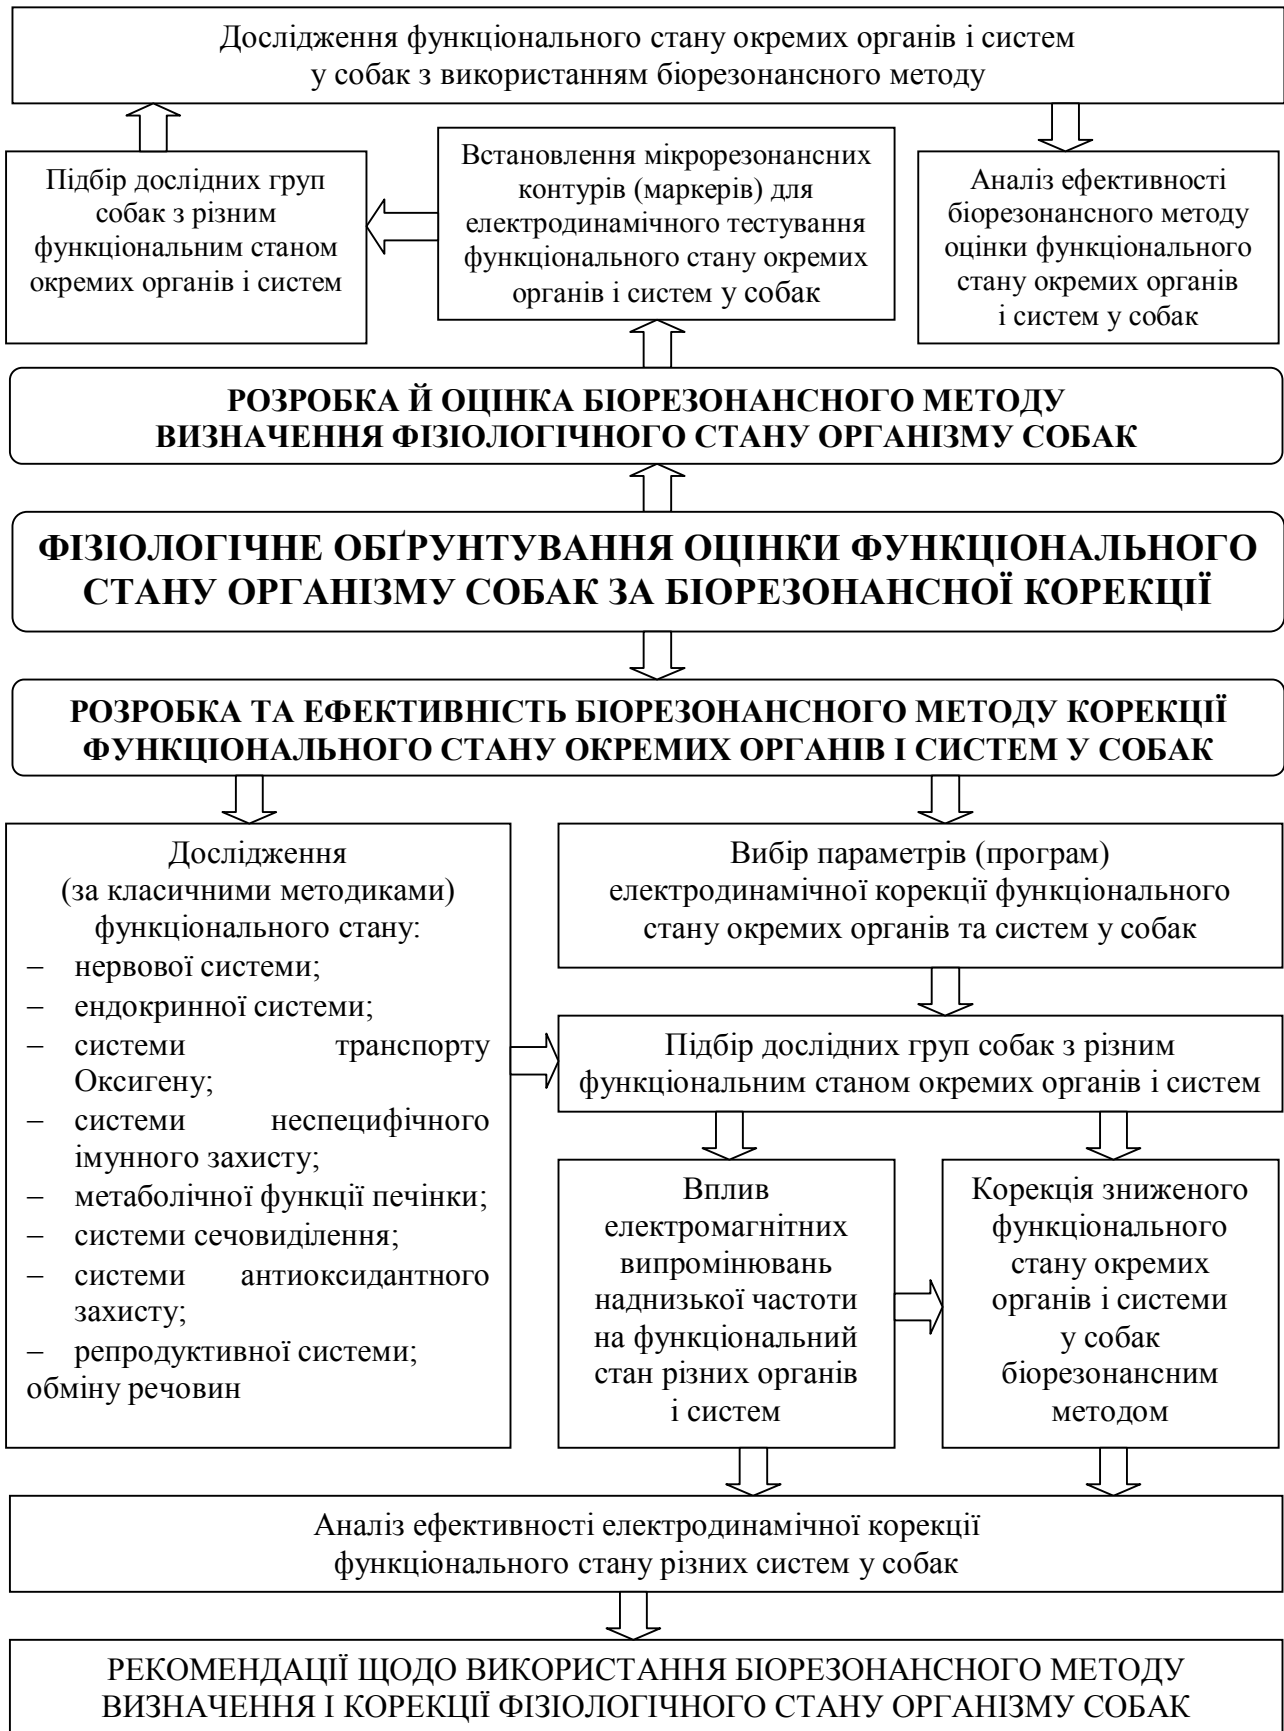 Дослідження функціонального стану окремих органів і систем
у собак з використанням біорезонансного методу
Підбір дослідних груп
собак з різним
функціональним станом
окремих органів і систем
Встановлення мікрорезонансних
контурів (маркерів) для
електродинамічного тестування
функціонального стану окремих
органів і систем у собак
Аналіз ефективності
біорезонансного методу
оцінки функціонального
стану окремих органів
і систем у собак
РОЗРОБКА Й ОЦІНКА БІОРЕЗОНАНСНОГО МЕТОДУ
ВИЗНАЧЕННЯ ФІЗІОЛОГІЧНОГО СТАНУ ОРГАНІЗМУ СОБАК
ФІЗІОЛОГІЧНЕ ОБҐРУНТУВАННЯ ОЦІНКИ ФУНКЦІОНАЛЬНОГО
СТАНУ ОРГАНІЗМУ СОБАК ЗА БІОРЕЗОНАНСНОЇ КОРЕКЦІЇ
РОЗРОБКА ТА ЕФЕКТИВНІСТЬ БІОРЕЗОНАНСНОГО МЕТОДУ КОРЕКЦІЇ
ФУНКЦІОНАЛЬНОГО СТАНУ ОКРЕМИХ ОРГАНІВ І СИСТЕМ У СОБАК
Дослідження
(за класичними методиками)
функціонального стану:
– нервової системи;
– ендокринної системи;
– системи транспорту
Оксигену;
– системи неспецифічного
імунного захисту;
– метаболічної функції печінки;
– системи сечовиділення;
– системи антиоксидантного
захисту;
– репродуктивної системи;
обміну речовин
Вибір параметрів (програм)
електродинамічної корекції функціонального
стану окремих органів та систем у собак
Підбір дослідних груп собак з різним
функціональним станом окремих органів і систем
Вплив
електромагнітних
випромінювань
наднизької частоти
на функціональний
стан різних органів
і систем
Корекція зниженого
функціонального
стану окремих
органів і системи
у собак
біорезонансним
методом
Аналіз ефективності електродинамічної корекції
функціонального стану різних систем у собак
РЕКОМЕНДАЦІЇ ЩОДО ВИКОРИСТАННЯ БІОРЕЗОНАНСНОГО МЕТОДУ
ВИЗНАЧЕННЯ І КОРЕКЦІЇ ФІЗІОЛОГІЧНОГО СТАНУ ОРГАНІЗМУ СОБАК